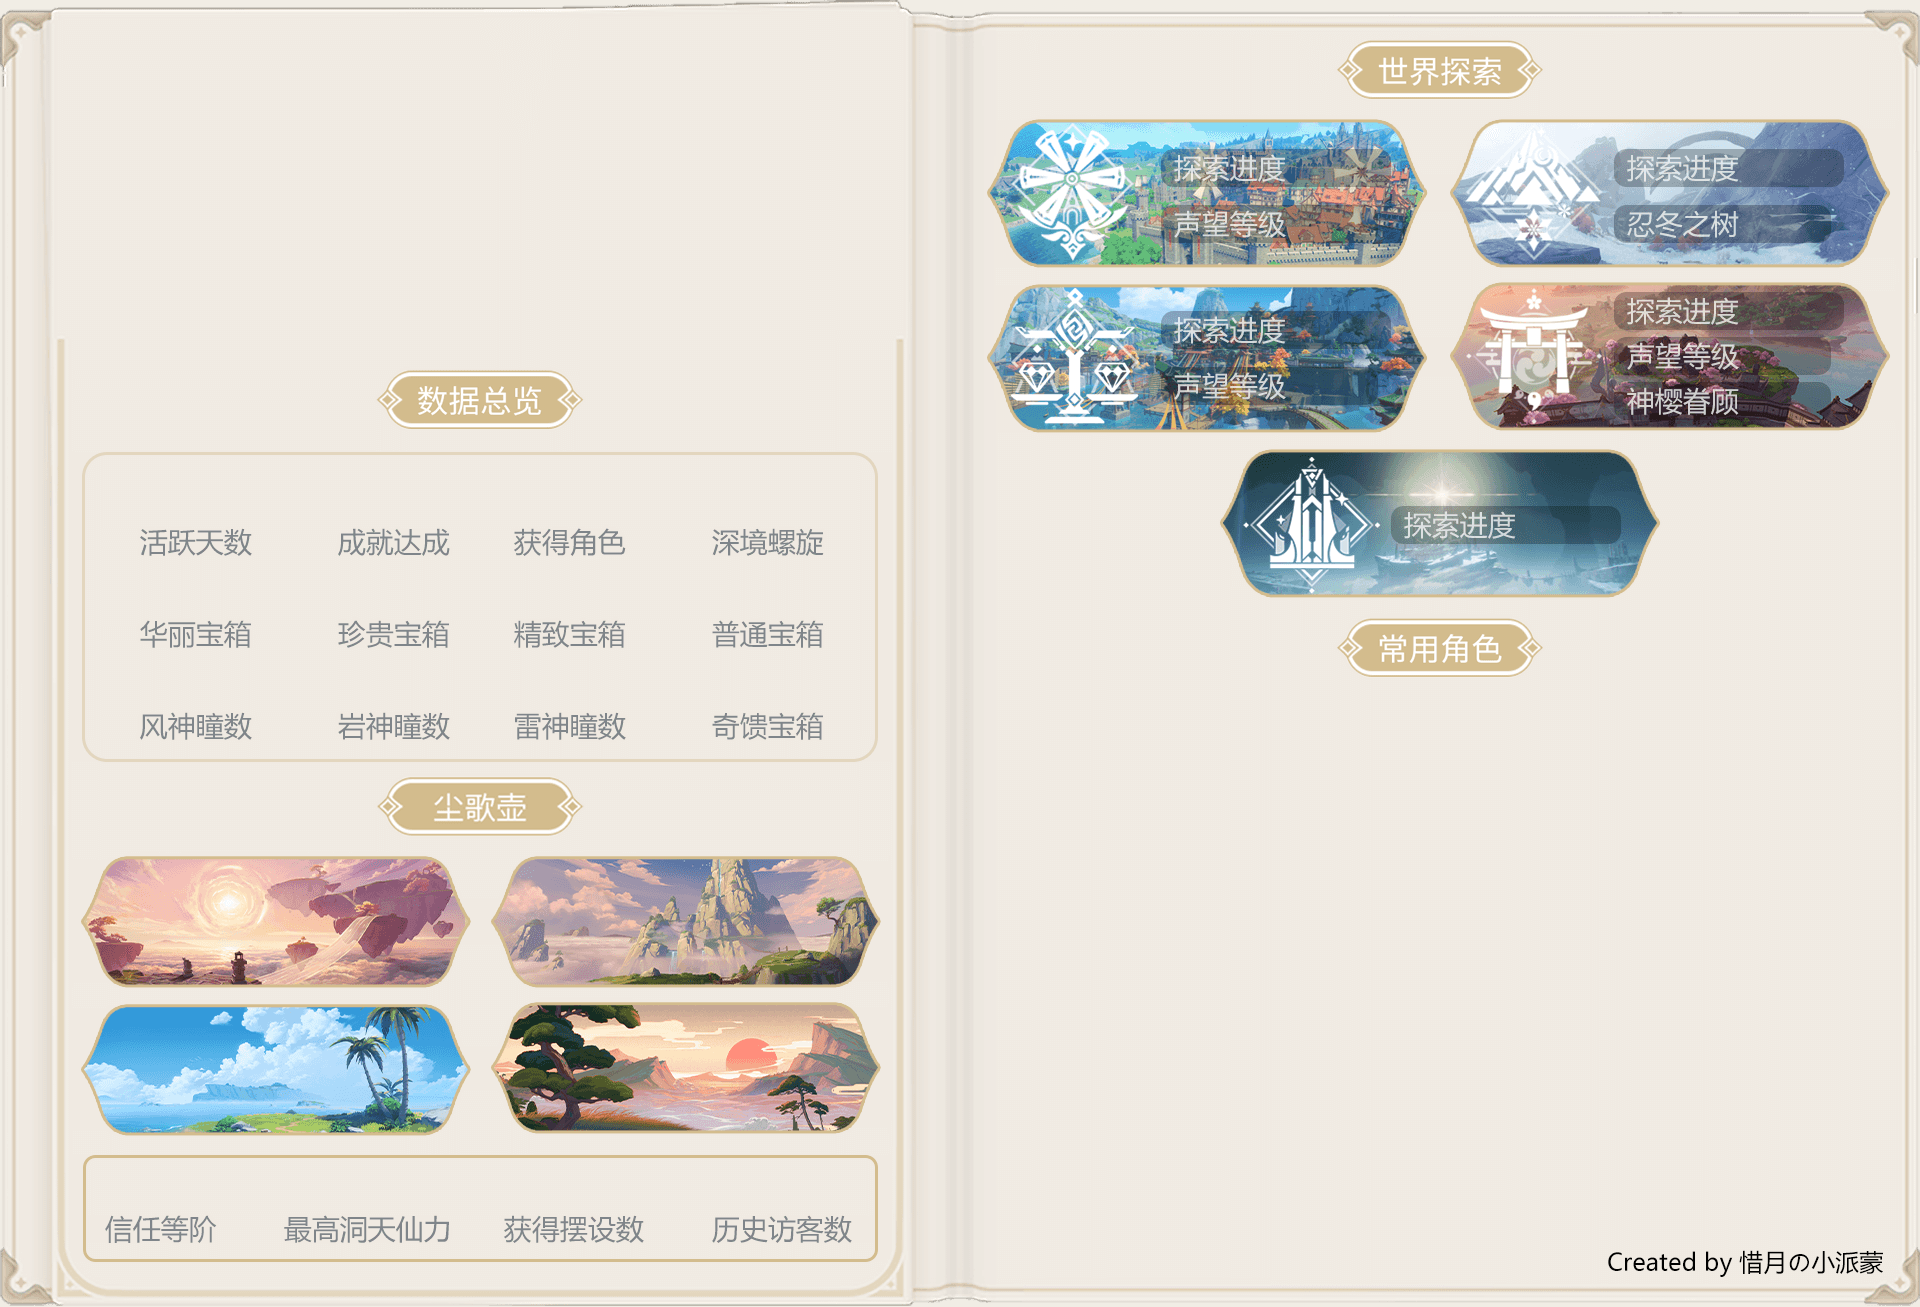 数据总览
活跃天数 成就达成 获得角色 深境螺旋
华丽宝箱 珍贵宝箱 精致宝箱 普通宝箱
风神瞳数 岩神瞳数 雷神瞳数 奇馈宝箱
尘歌壶
信任等阶 最高洞天仙力 获得摆设数 历史访客数
世界探索
探索进度
声望等级
探索进度
忍冬之树
探索进度
声望等级
探索进度
声望等级
神樱眷顾
探索进度
常用角色
Created by 惜月の小派蒙